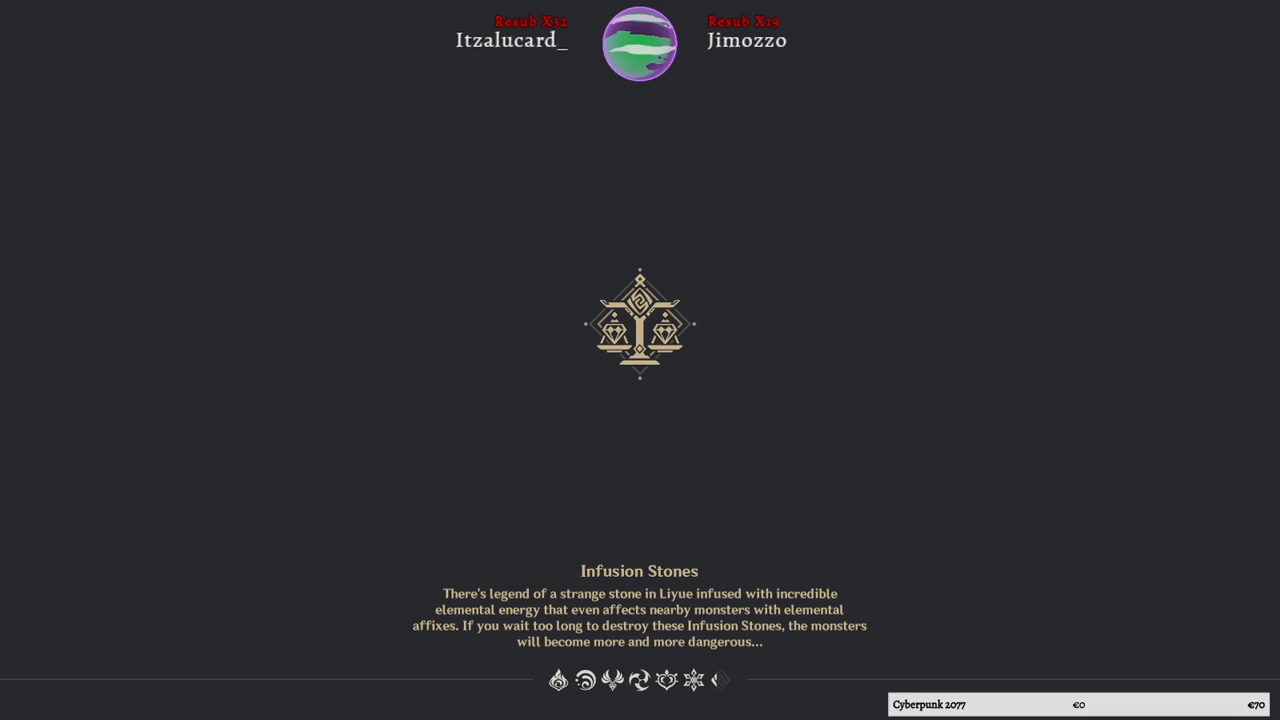 Resub X32
Itzalucard_
Resub X19
Jimozzo
Infusion Stones
There's legend of a strange stone in Liyue infused with incredible
elemental energy that even affects nearby monsters with elemental
affixes. If you wait too long to destroy these Infusion Stones, the monsters
will become more and more dangerous...
Cyberpunk 2077 €0 €70